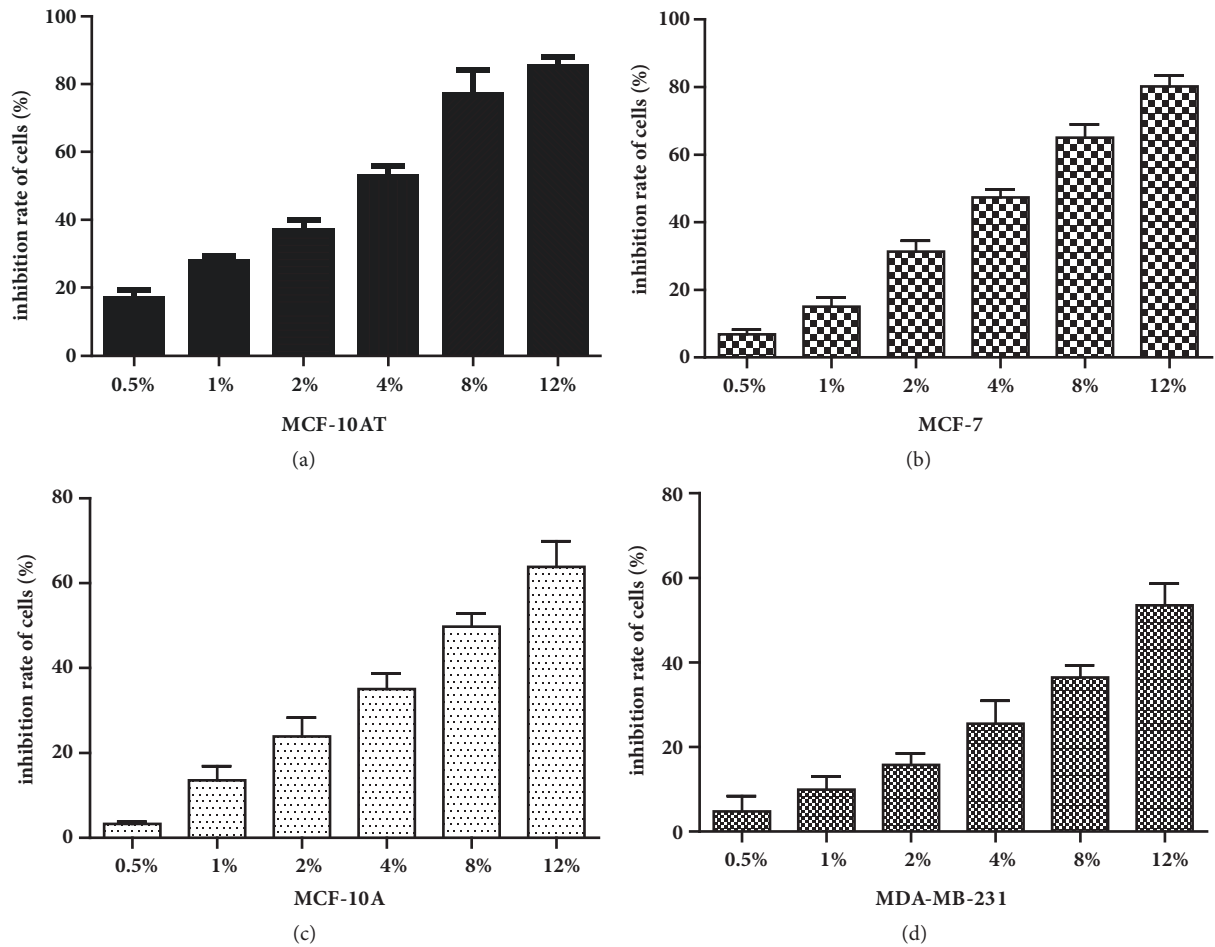 100
80
60
40
20
0
inhibition rate of cells (%)
0.5% 1% 2% 4% 8% 12%
MCF-10AT
(a)
100
80
60
40
20
0
inhibition rate of cells (%)
0.5% 1% 2% 4% 8% 12%
MCF-7
(b)
80
60
40
20
0
inhibition rate of cells (%)
0.5% 1% 2% 4% 8% 12%
MCF-10A
(c)
80
60
40
20
0
inhibition rate of cells (%)
0.5% 1% 2% 4% 8% 12%
MDA-MB-231
(d)